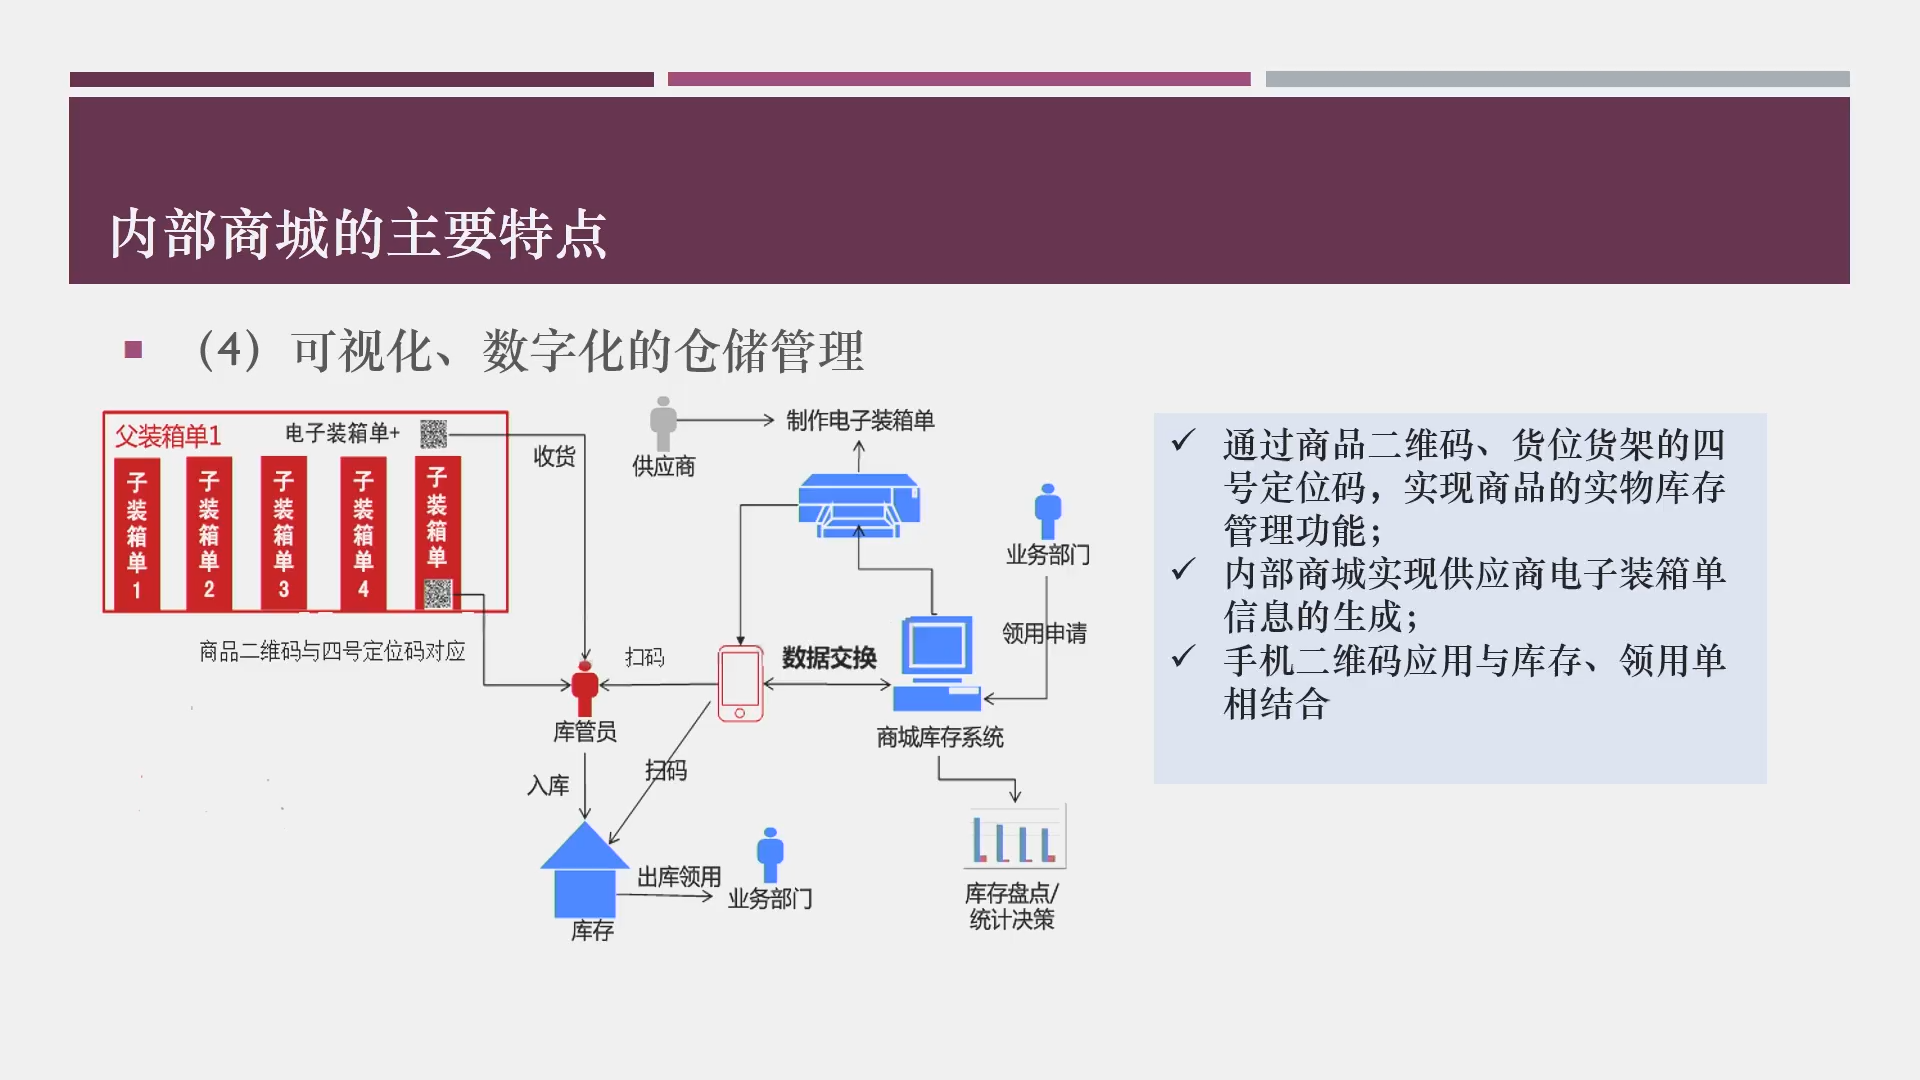 内部商城的主要特点
（4）可视化、数字化的仓储管理
父装箱单1
电子装箱单+
子装箱单1
子装箱单2
子装箱单3
子装箱单4
子装箱单
商品二维码与四号定位码对应
收货
供应商
制作电子装箱单
业务部门
领用申请
扫码
数据交换
库管员
商城库存系统
入库
扫码
出库领用
业务部门
库存
库存盘点/
统计决策
✓ 通过商品二维码、货位货架的四
号定位码，实现商品的实物库存
管理功能；
✓ 内部商城实现供应商电子装箱单
信息的生成；
✓ 手机二维码应用与库存、领用单
相结合